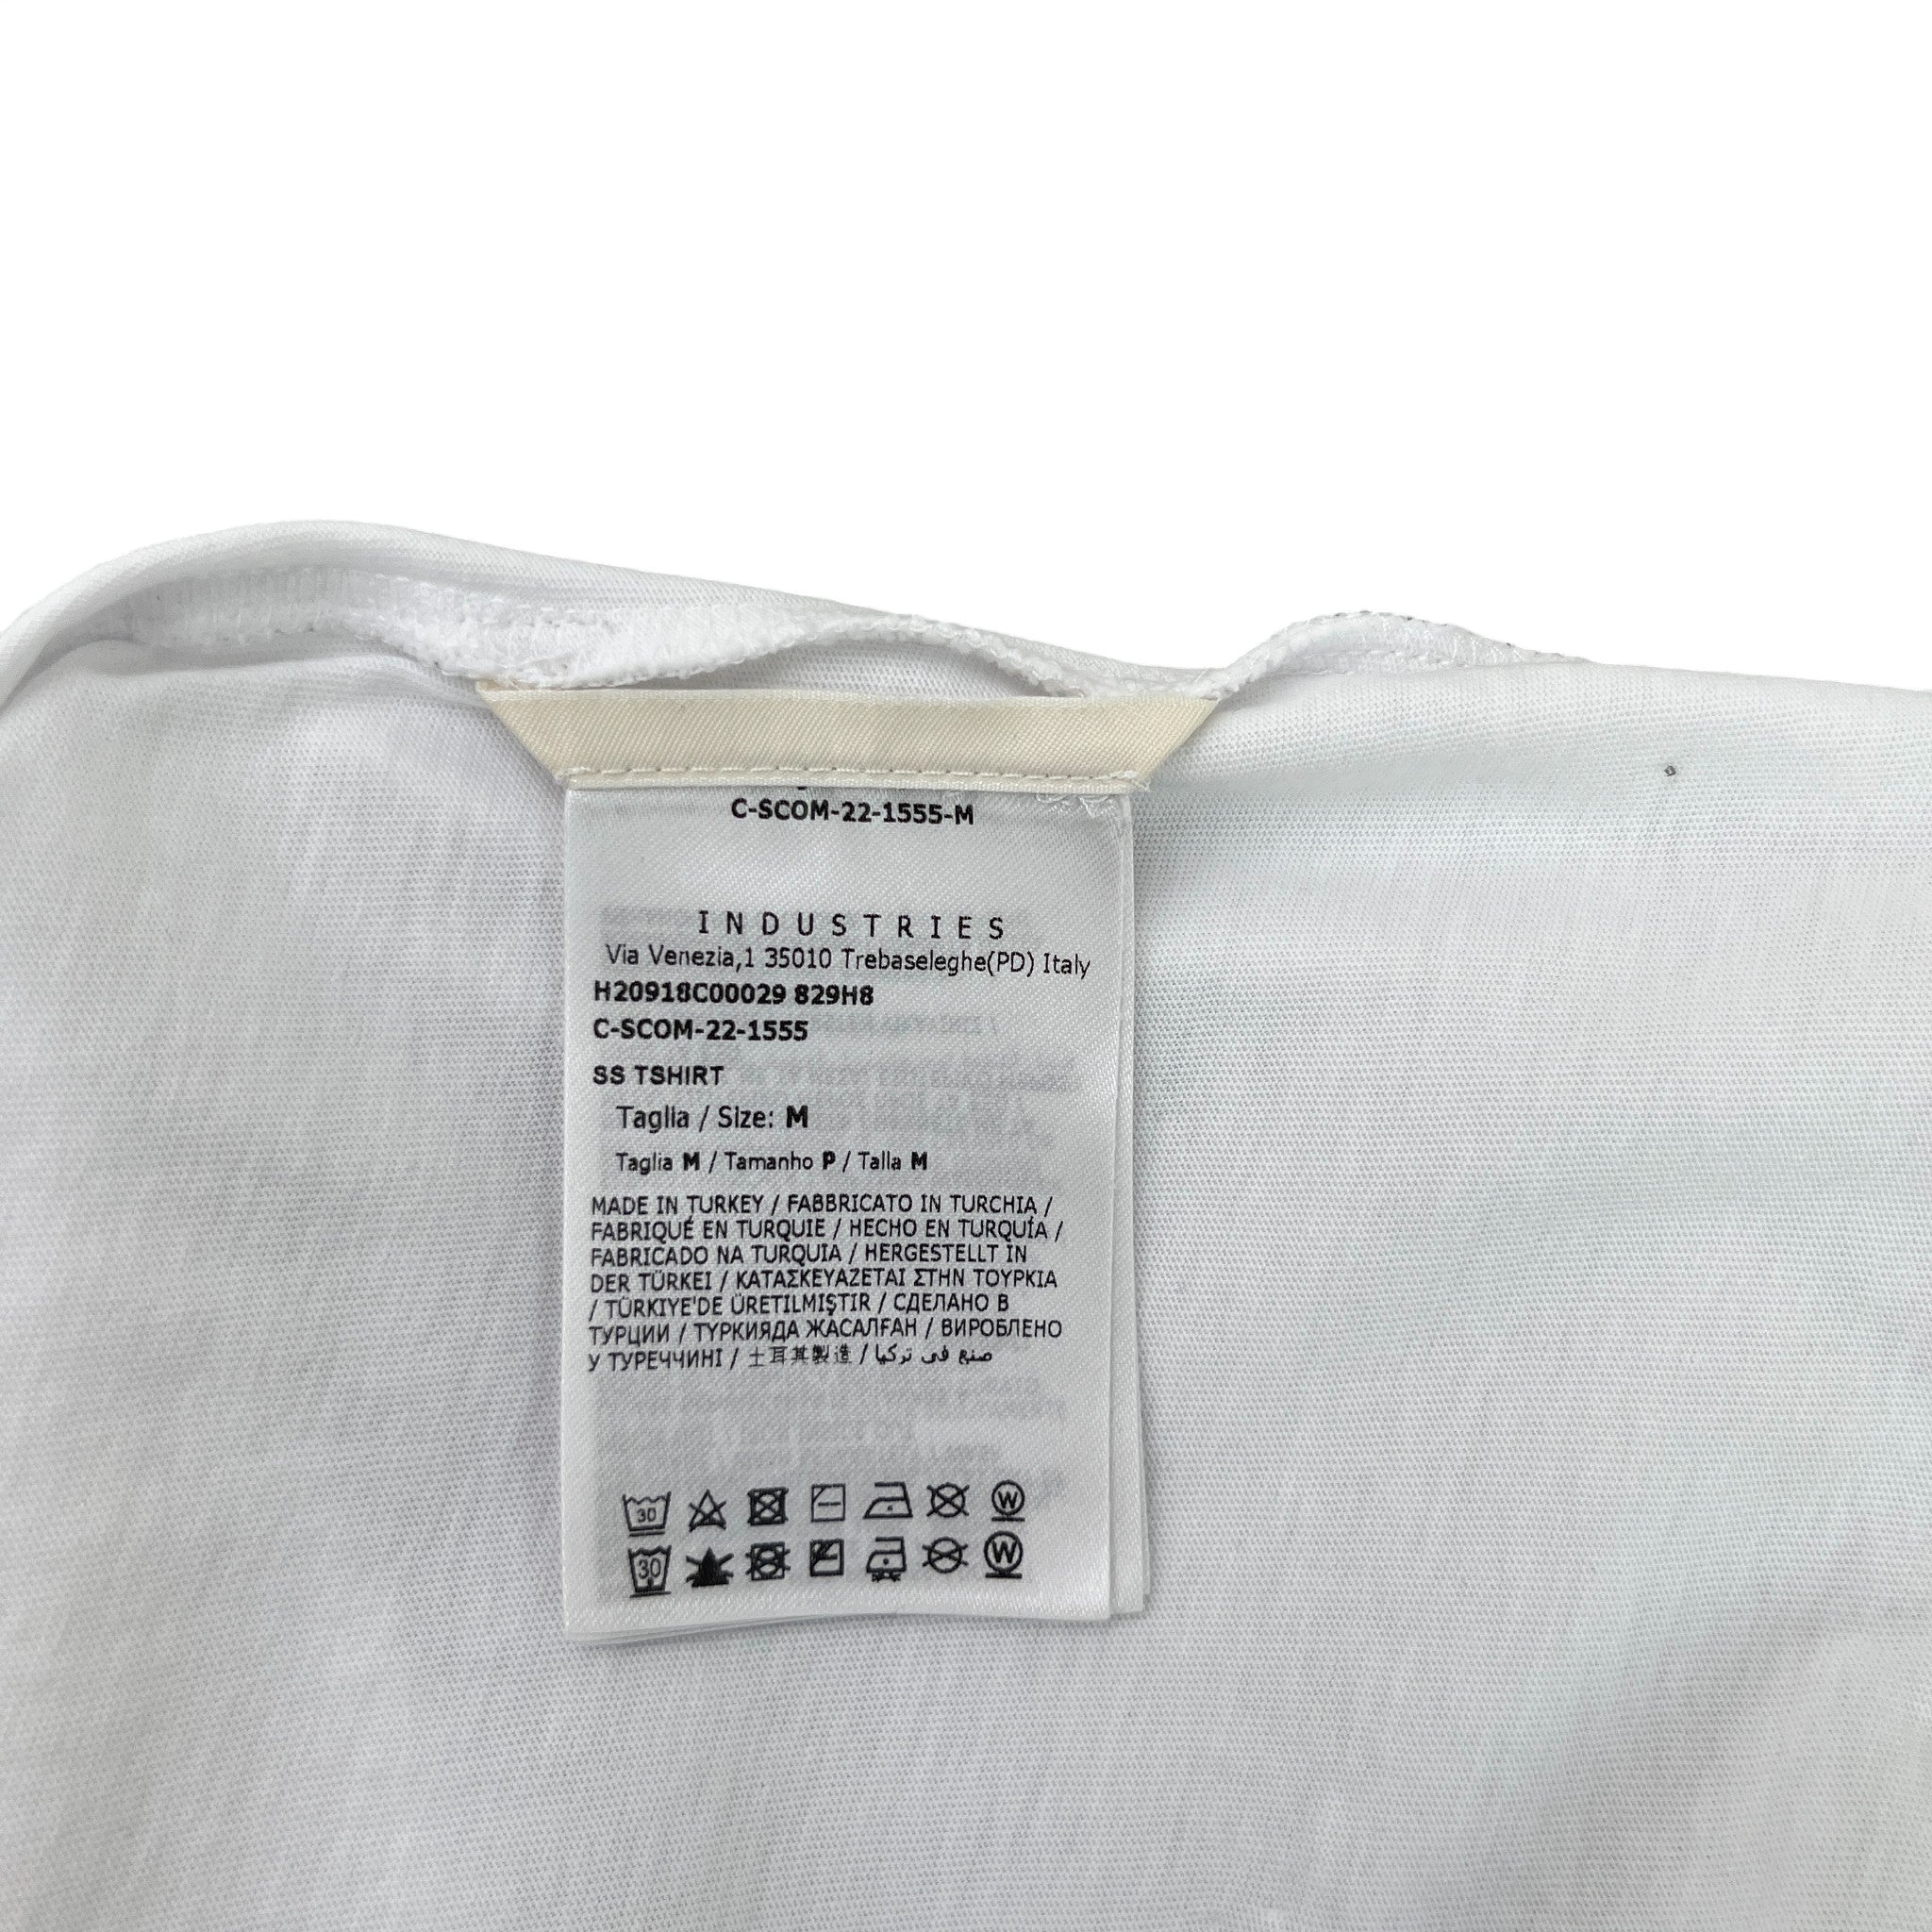 C-SCOM-22-1555-M
INDUSTRIES
Via Venezia,1 35010 Trebaseleghe(PD) Italy
H20918C00029 829H8
C-SCOM-22-1555
SS TSHIRT
Taglia / Size: M
Taglia M / Tamanho P / Talla M
MADE IN TURKEY / FABBRICATO IN TURCHIA /
FABRIQUÉ EN TURQUIE / HECHO EN TURQUÍA /
FABRICADO NA TURQUIA / HERGESTELLT IN
DER TÜRKEI / ΚΑΤΑΣΚΕΥΑΖΕΤΑΙ ΣΤΗΝ ΤΟΥΡΚΙΑ
/ TÜRKIYE'DE ÜRETILMIŞTIR / СДЕЛАНО В
ТУРЦИИ / ТҮРКИЯДА ЖАСАЛҒАН / ВИРОБЛЕНО
У ТУРЕЧЧИНІ / 土耳其製造 / صنع في تركيا
30 W
30 W